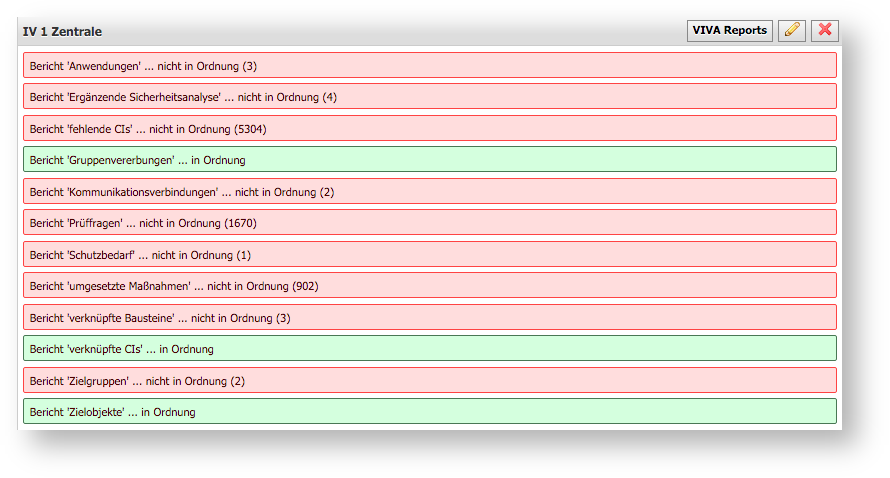 IV 1 Zentrale
VIVA Reports
Bericht 'Anwendungen' ... nicht in Ordnung (3)
Bericht 'Ergänzende Sicherheitsanalyse' ... nicht in Ordnung (4)
Bericht 'fehlende CIs' ... nicht in Ordnung (5304)
Bericht 'Gruppenvererbungen' ... in Ordnung
Bericht 'Kommunikationsverbindungen' ... nicht in Ordnung (2)
Bericht 'Prüffragen' ... nicht in Ordnung (1670)
Bericht 'Schutzbedarf' ... nicht in Ordnung (1)
Bericht 'umgesetzte Maßnahmen' ... nicht in Ordnung (902)
Bericht 'verknüpfte Bausteine' ... nicht in Ordnung (3)
Bericht 'verknüpfte CIs' ... in Ordnung
Bericht 'Zielgruppen' ... nicht in Ordnung (2)
Bericht 'Zielobjekte' ... in Ordnung